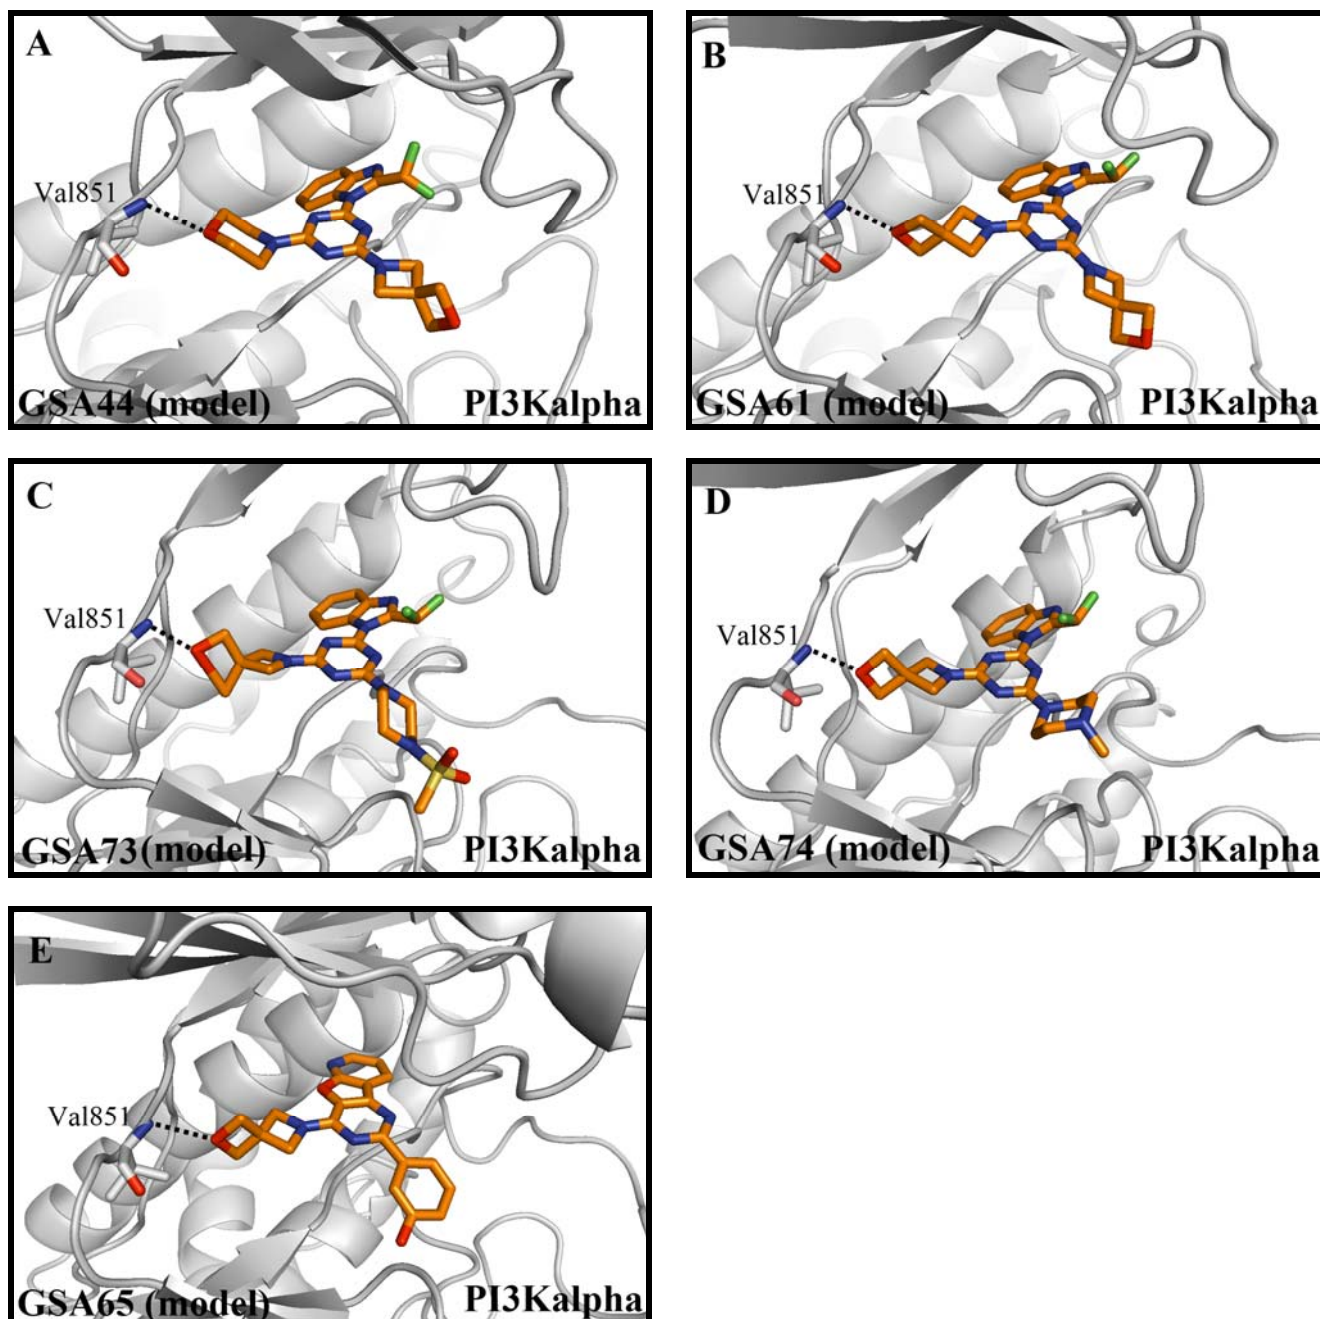 A
Val851
GSA44 (model) PI3Kalpha
B
Val851
GSA61 (model) PI3Kalpha
C
Val851
GSA73(model) PI3Kalpha
D
Val851
GSA74 (model) PI3Kalpha
E
Val851
GSA65 (model) PI3Kalpha